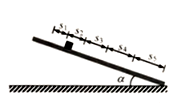 S₁ S₂ S₃ S₄ S₅
α